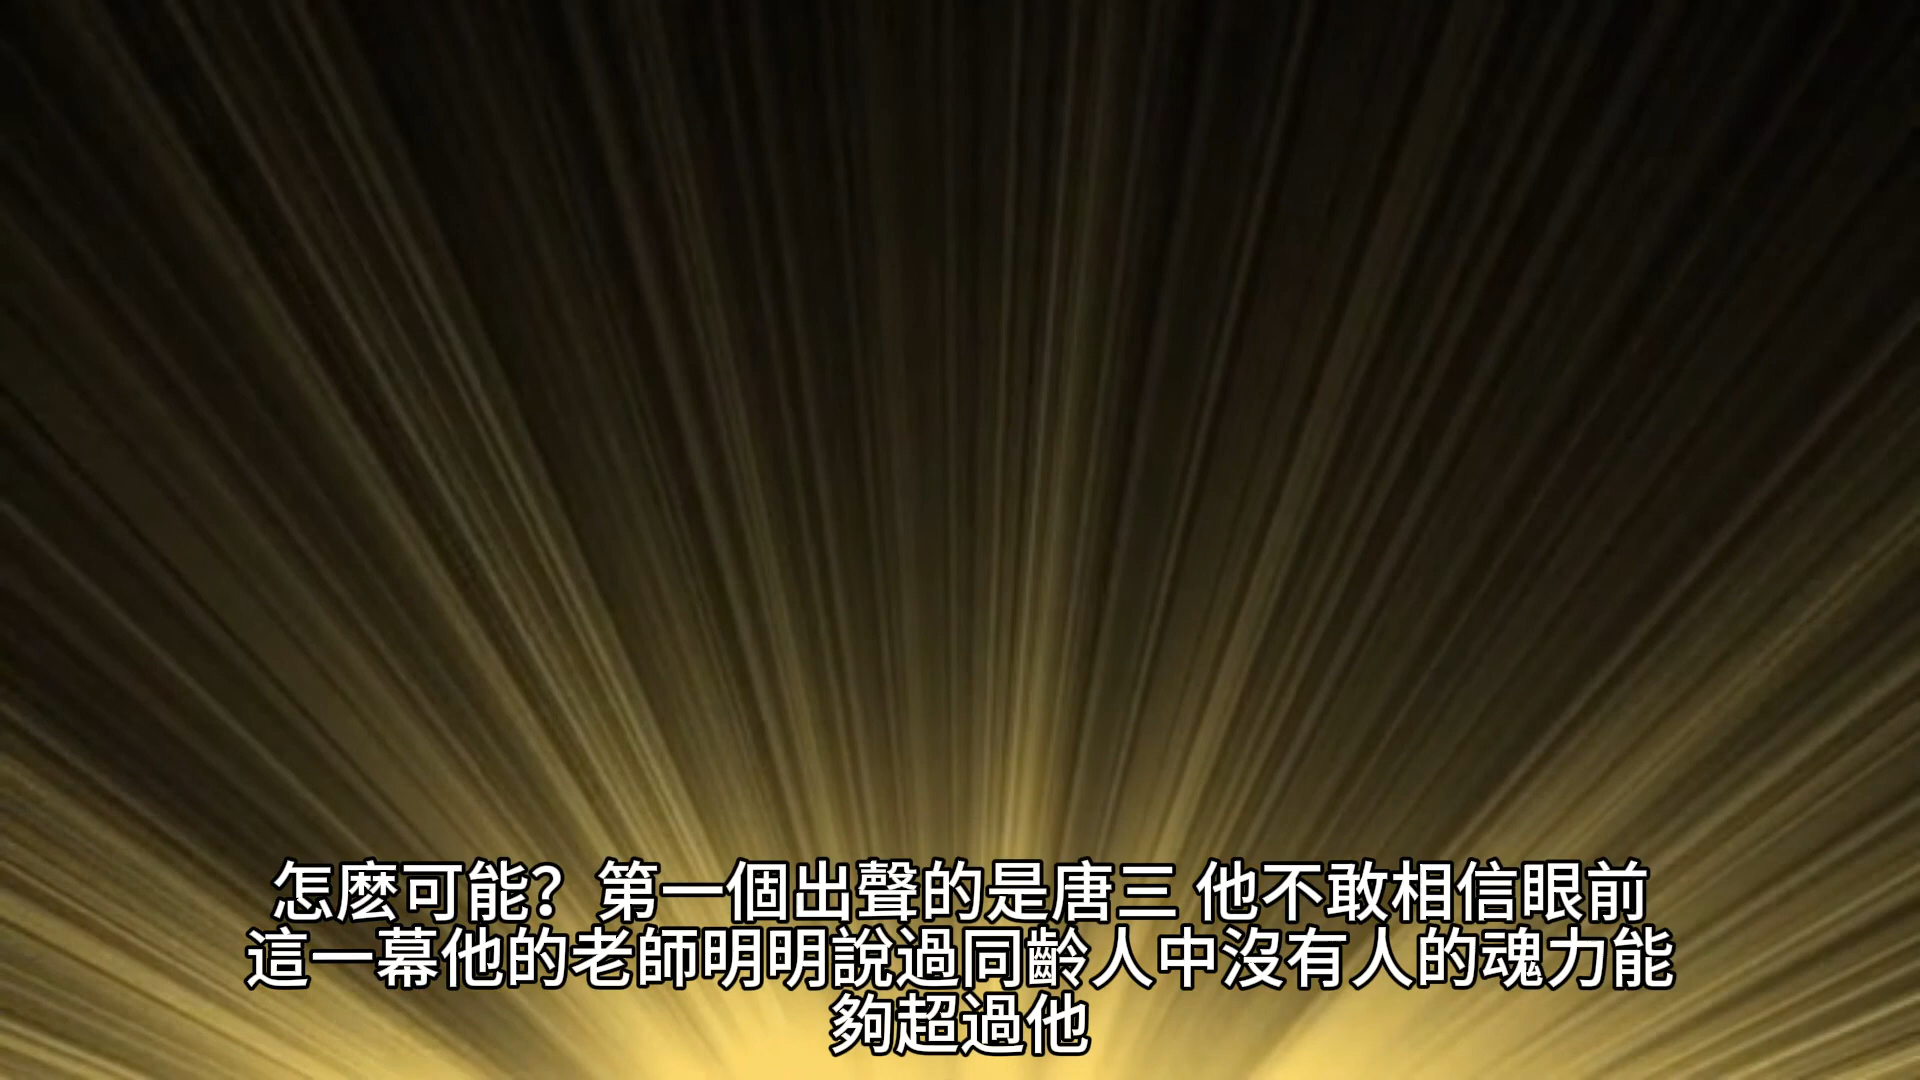 怎麽可能？第一個出聲的是唐三 他不敢相信眼前
這一幕他的老師明明說過同齡人中沒有人的魂力能
夠超過他